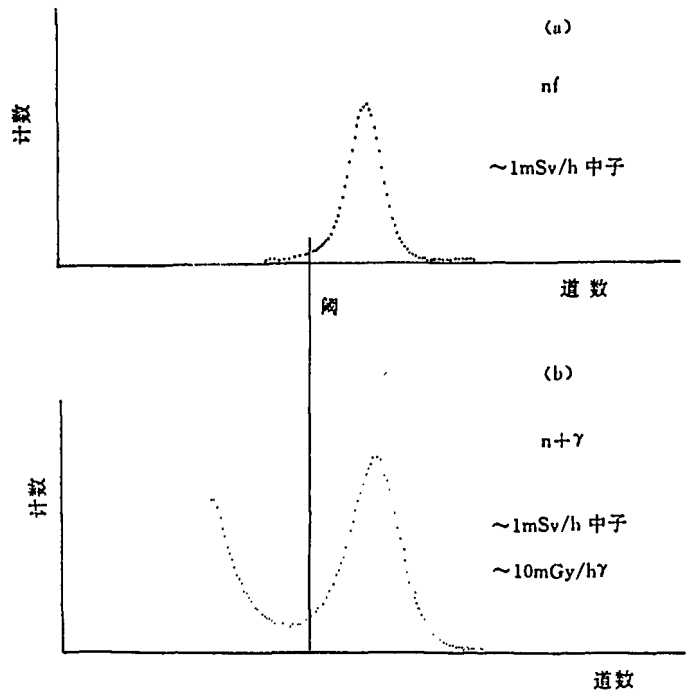 (a)
nf
计数
~1mSv/h 中子
道数
阈
(b)
n+γ
计数
~1mSv/h 中子
~10mGy/hγ
道数